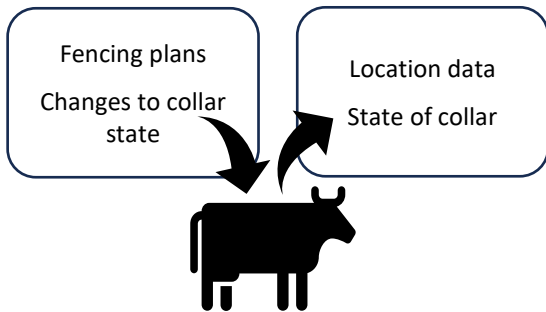 Fencing plans
Changes to collar
state
Location data
State of collar